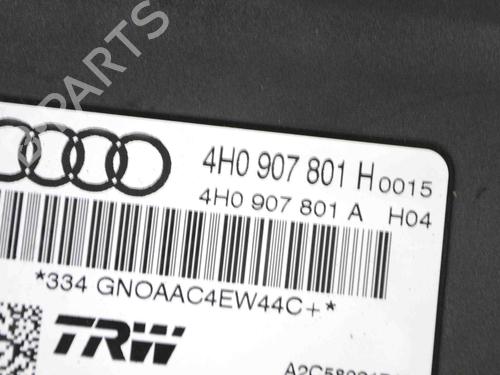 4H0 907 801 H 0015
4H0 907 801 A H04
*334 GNOAAC4EW44C+*
TRW
PARTS